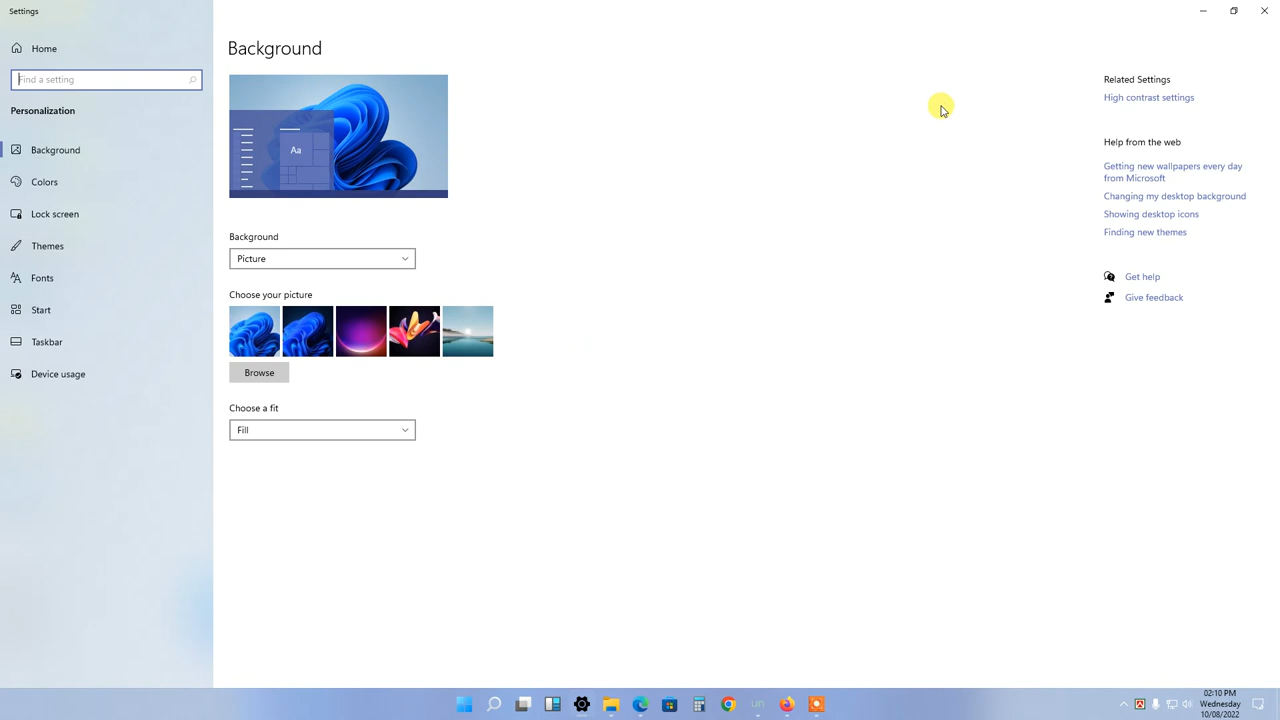 Settings
Home
Find a setting
Personalization
Background
Colors
Lock screen
Themes
Fonts
Start
Taskbar
Device usage
Background
Aa
Background
Picture
Choose your picture
Browse
Choose a fit
Fill
Related Settings
High contrast settings
Help from the web
Getting new wallpapers every day
from Microsoft
Changing my desktop background
Showing desktop icons
Finding new themes
Get help
Give feedback
un
02:10 PM
Wednesday
10/08/2022